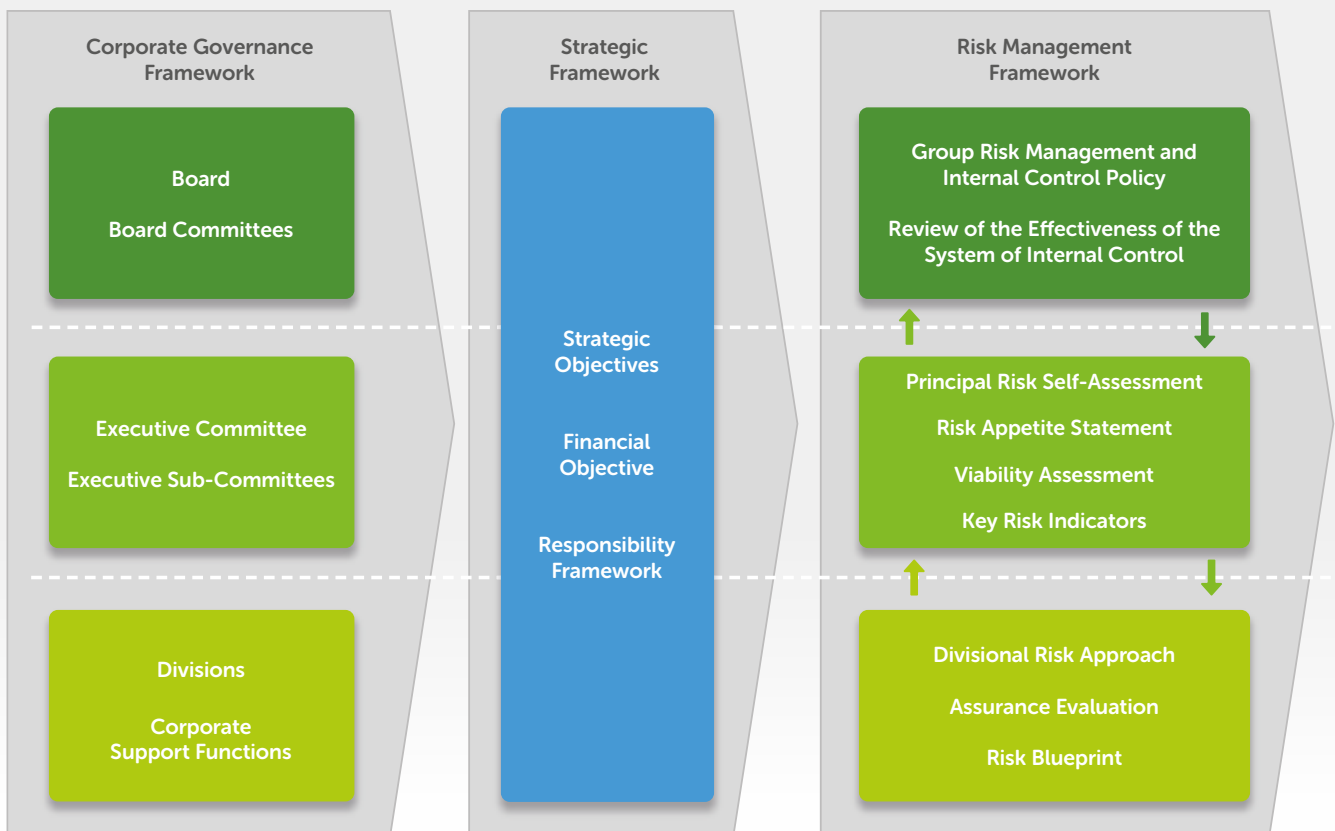 Corporate Governance
Framework
Board
Board Committees
Executive Committee
Executive Sub-Committees
Divisions
Corporate
Support Functions
Strategic
Framework
Strategic
Objectives
Financial
Objective
Responsibility
Framework
Risk Management
Framework
Group Risk Management and
Internal Control Policy
Review of the Effectiveness of the
System of Internal Control
Principal Risk Self-Assessment
Risk Appetite Statement
Viability Assessment
Key Risk Indicators
Divisional Risk Approach
Assurance Evaluation
Risk Blueprint